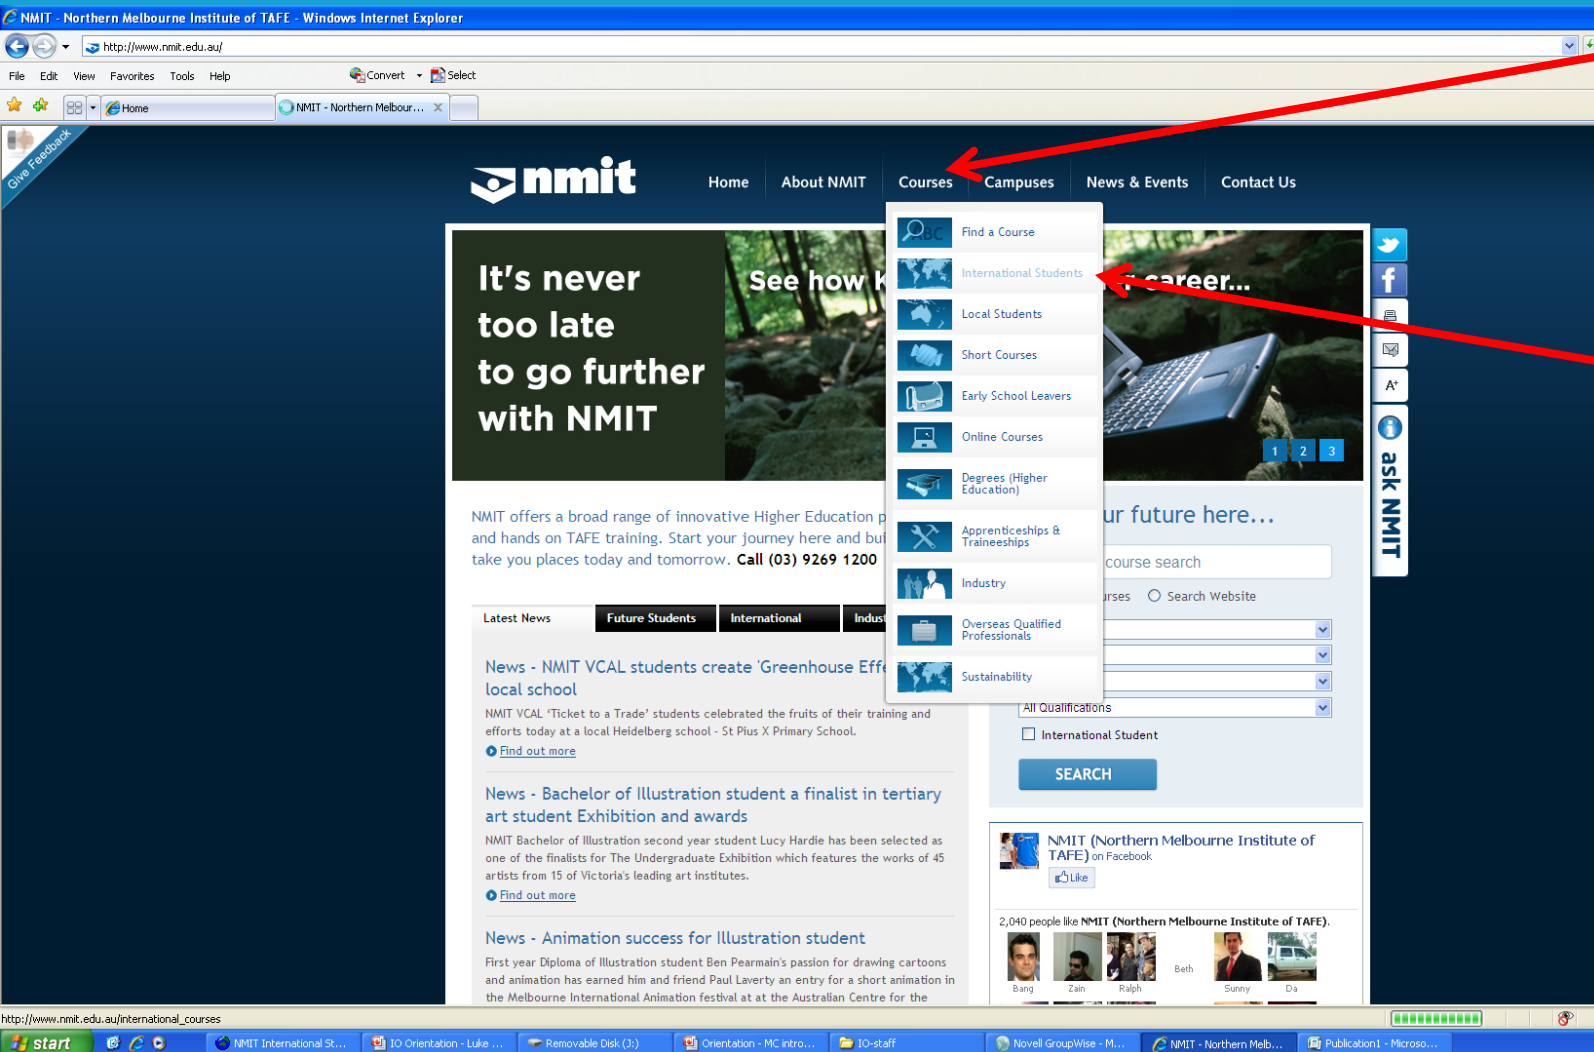 NMIT - Northern Melbourne Institute of TAFE - Windows Internet Explorer
http://www.nmit.edu.au/
File Edit View Favorites Tools Help Convert Select
Home NMIT - Northern Melbour... X
Give Feedback
nmit
Home About NMIT Courses Campuses News & Events Contact Us
ABC Find a Course
International Students
Local Students
Short Courses
Early School Leavers
Online Courses
Degrees (Higher
Education)
Apprenticeships &
Traineeships
Industry
Overseas Qualified
Professionals
Sustainability
It's never
too late
to go further
with NMIT
See how career...
1 2 3
A+
ask NMIT
NMIT offers a broad range of innovative Higher Education
and hands on TAFE training. Start your journey here and
take you places today and tomorrow. Call (03) 9269 1200
future here...
course search
Search Website
All Qualifications
International Student
SEARCH
Latest News Future Students International
News - NMIT VCAL students create 'Greenhouse
local school
NMIT VCAL 'Ticket to a Trade' students celebrated the fruits of their training and
efforts today at a local Heidelberg school - St Pius X Primary School.
Find out more
News - Bachelor of Illustration student a finalist in tertiary
art student Exhibition and awards
NMIT Bachelor of Illustration second year student Lucy Hardie has been selected as
one of the finalists for The Undergraduate Exhibition which features the works of 45
artists from 15 of Victoria's leading art institutes.
Find out more
News - Animation success for Illustration student
First year Diploma of Illustration student Ben Pearmain's passion for drawing cartoons
and animation has earned him and friend Paul Laverty an entry for a short animation in
the Melbourne International Animation festival at at the Australian Centre for the
NMIT (Northern Melbourne Institute of
TAFE) on Facebook
Like
2,040 people like NMIT (Northern Melbourne Institute of TAFE).
Beth
Bang Zain Ralph Sunny Da
http://www.nmit.edu.au/international_courses
start NMIT International St... IO Orientation - Luke ... Removable Disk (J:) Orientation - MC intro... IO-staff Novell GroupWise - M... NMIT - Northern Melb... Publication1 - Microso...